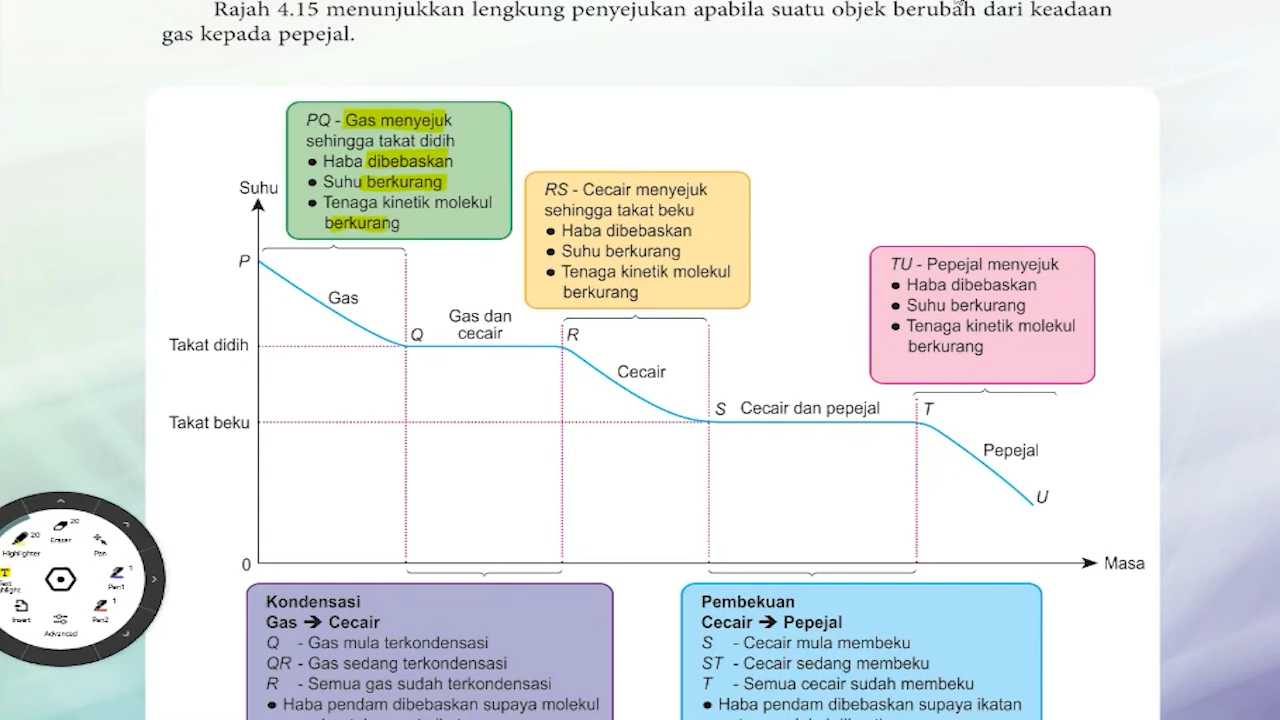 Rajah 4.15 menunjukkan lengkung penyejukan apabila suatu objek berubah dari keadaan
gas kepada pepejal.
PQ - Gas menyejuk
sehingga takat didih
● Haba dibebaskan
● Suhu berkurang
● Tenaga kinetik molekul
berkurang
RS - Cecair menyejuk
sehingga takat beku
● Haba dibebaskan
● Suhu berkurang
● Tenaga kinetik molekul
berkurang
TU - Pepejal menyejuk
● Haba dibebaskan
● Suhu berkurang
● Tenaga kinetik molekul
berkurang
Suhu
P
Gas
Gas dan
cecair
Q
R
Takat didih
Cecair
S
Cecair dan pepejal
T
Takat beku
Pepejal
U
0
Masa
Kondensasi
Gas ➔ Cecair
Q - Gas mula terkondensasi
QR - Gas sedang terkondensasi
R - Semua gas sudah terkondensasi
● Haba pendam dibebaskan supaya molekul
Pembekuan
Cecair ➔ Pepejal
S - Cecair mula membeku
ST - Cecair sedang membeku
T - Semua cecair sudah membeku
● Haba pendam dibebaskan supaya ikatan
20
Eraser
20
Highlighter
Pan
1
Pen1
1
Pen2
Insert
Advanced